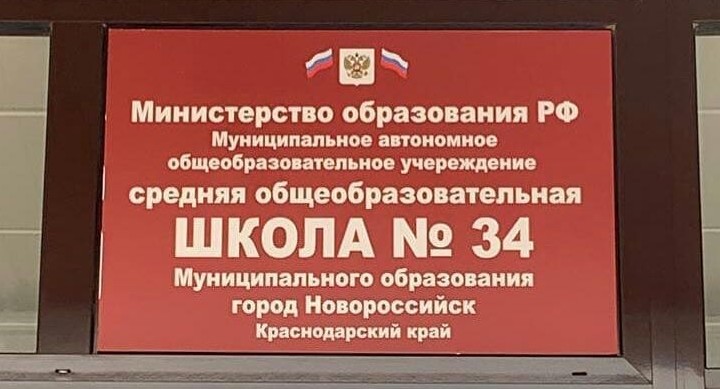 Министерство образования РФ
Муниципальное автономное
общеобразовательное учереждение
средняя общеобразовательная
ШКОЛА № 34
Муниципального образования
город Новороссийск
Краснодарский край